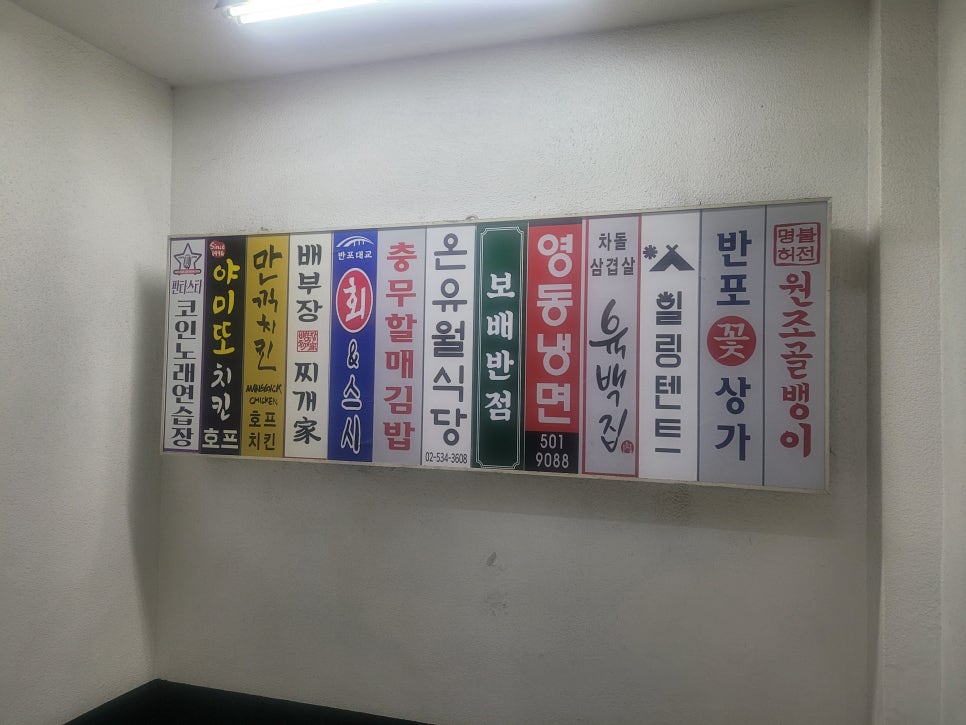 판타스타
코인노래연습장
Since
1996
야미또치킨
호프
만끽치킨
MANGGICK
CHICKEN
호프
치킨
배부장
찌개家
반포대교
회
&스시
충무할매김밥
온유월식당
02-534-3608
보배반점
영동냉면
501
9088
차돌
삼겹살
육백집
힐링텐트
반포
꽃
상가
명불
허전
원조골뱅이